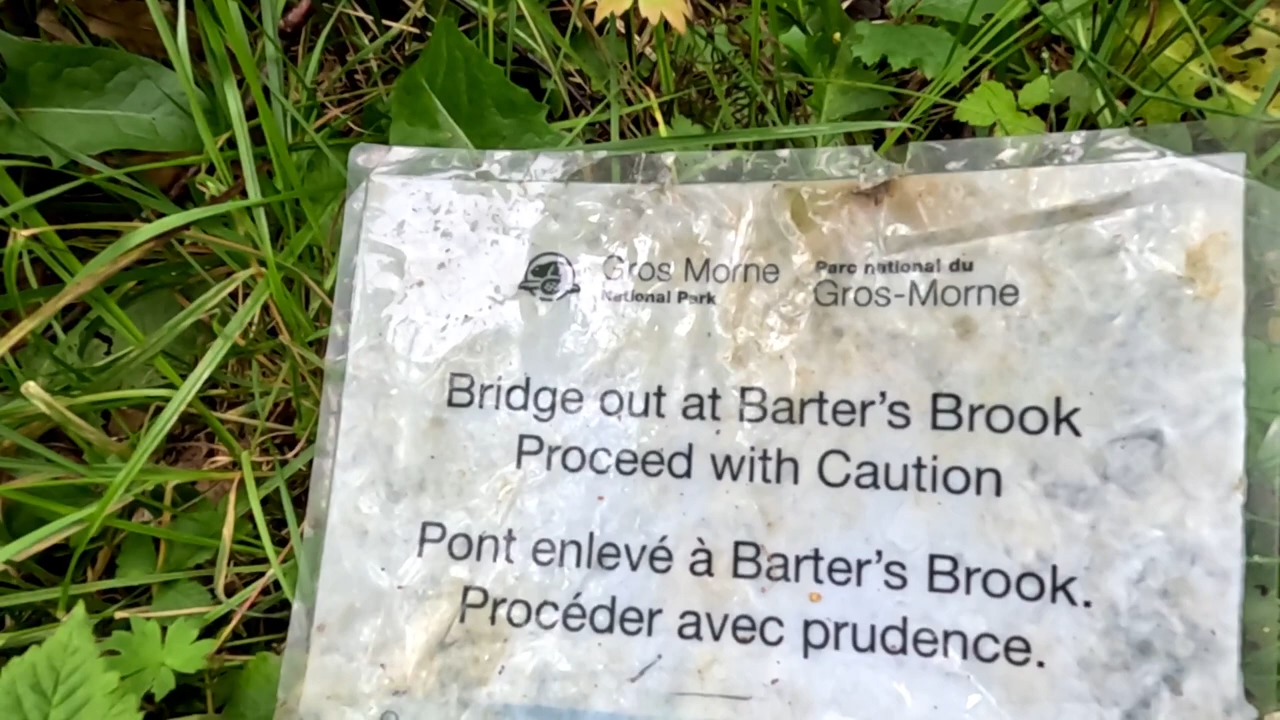 Gros Morne
National Park
Parc national du
Gros-Morne
Bridge out at Barter's Brook
Proceed with Caution
Pont enlevé à Barter's Brook.
Procéder avec prudence.